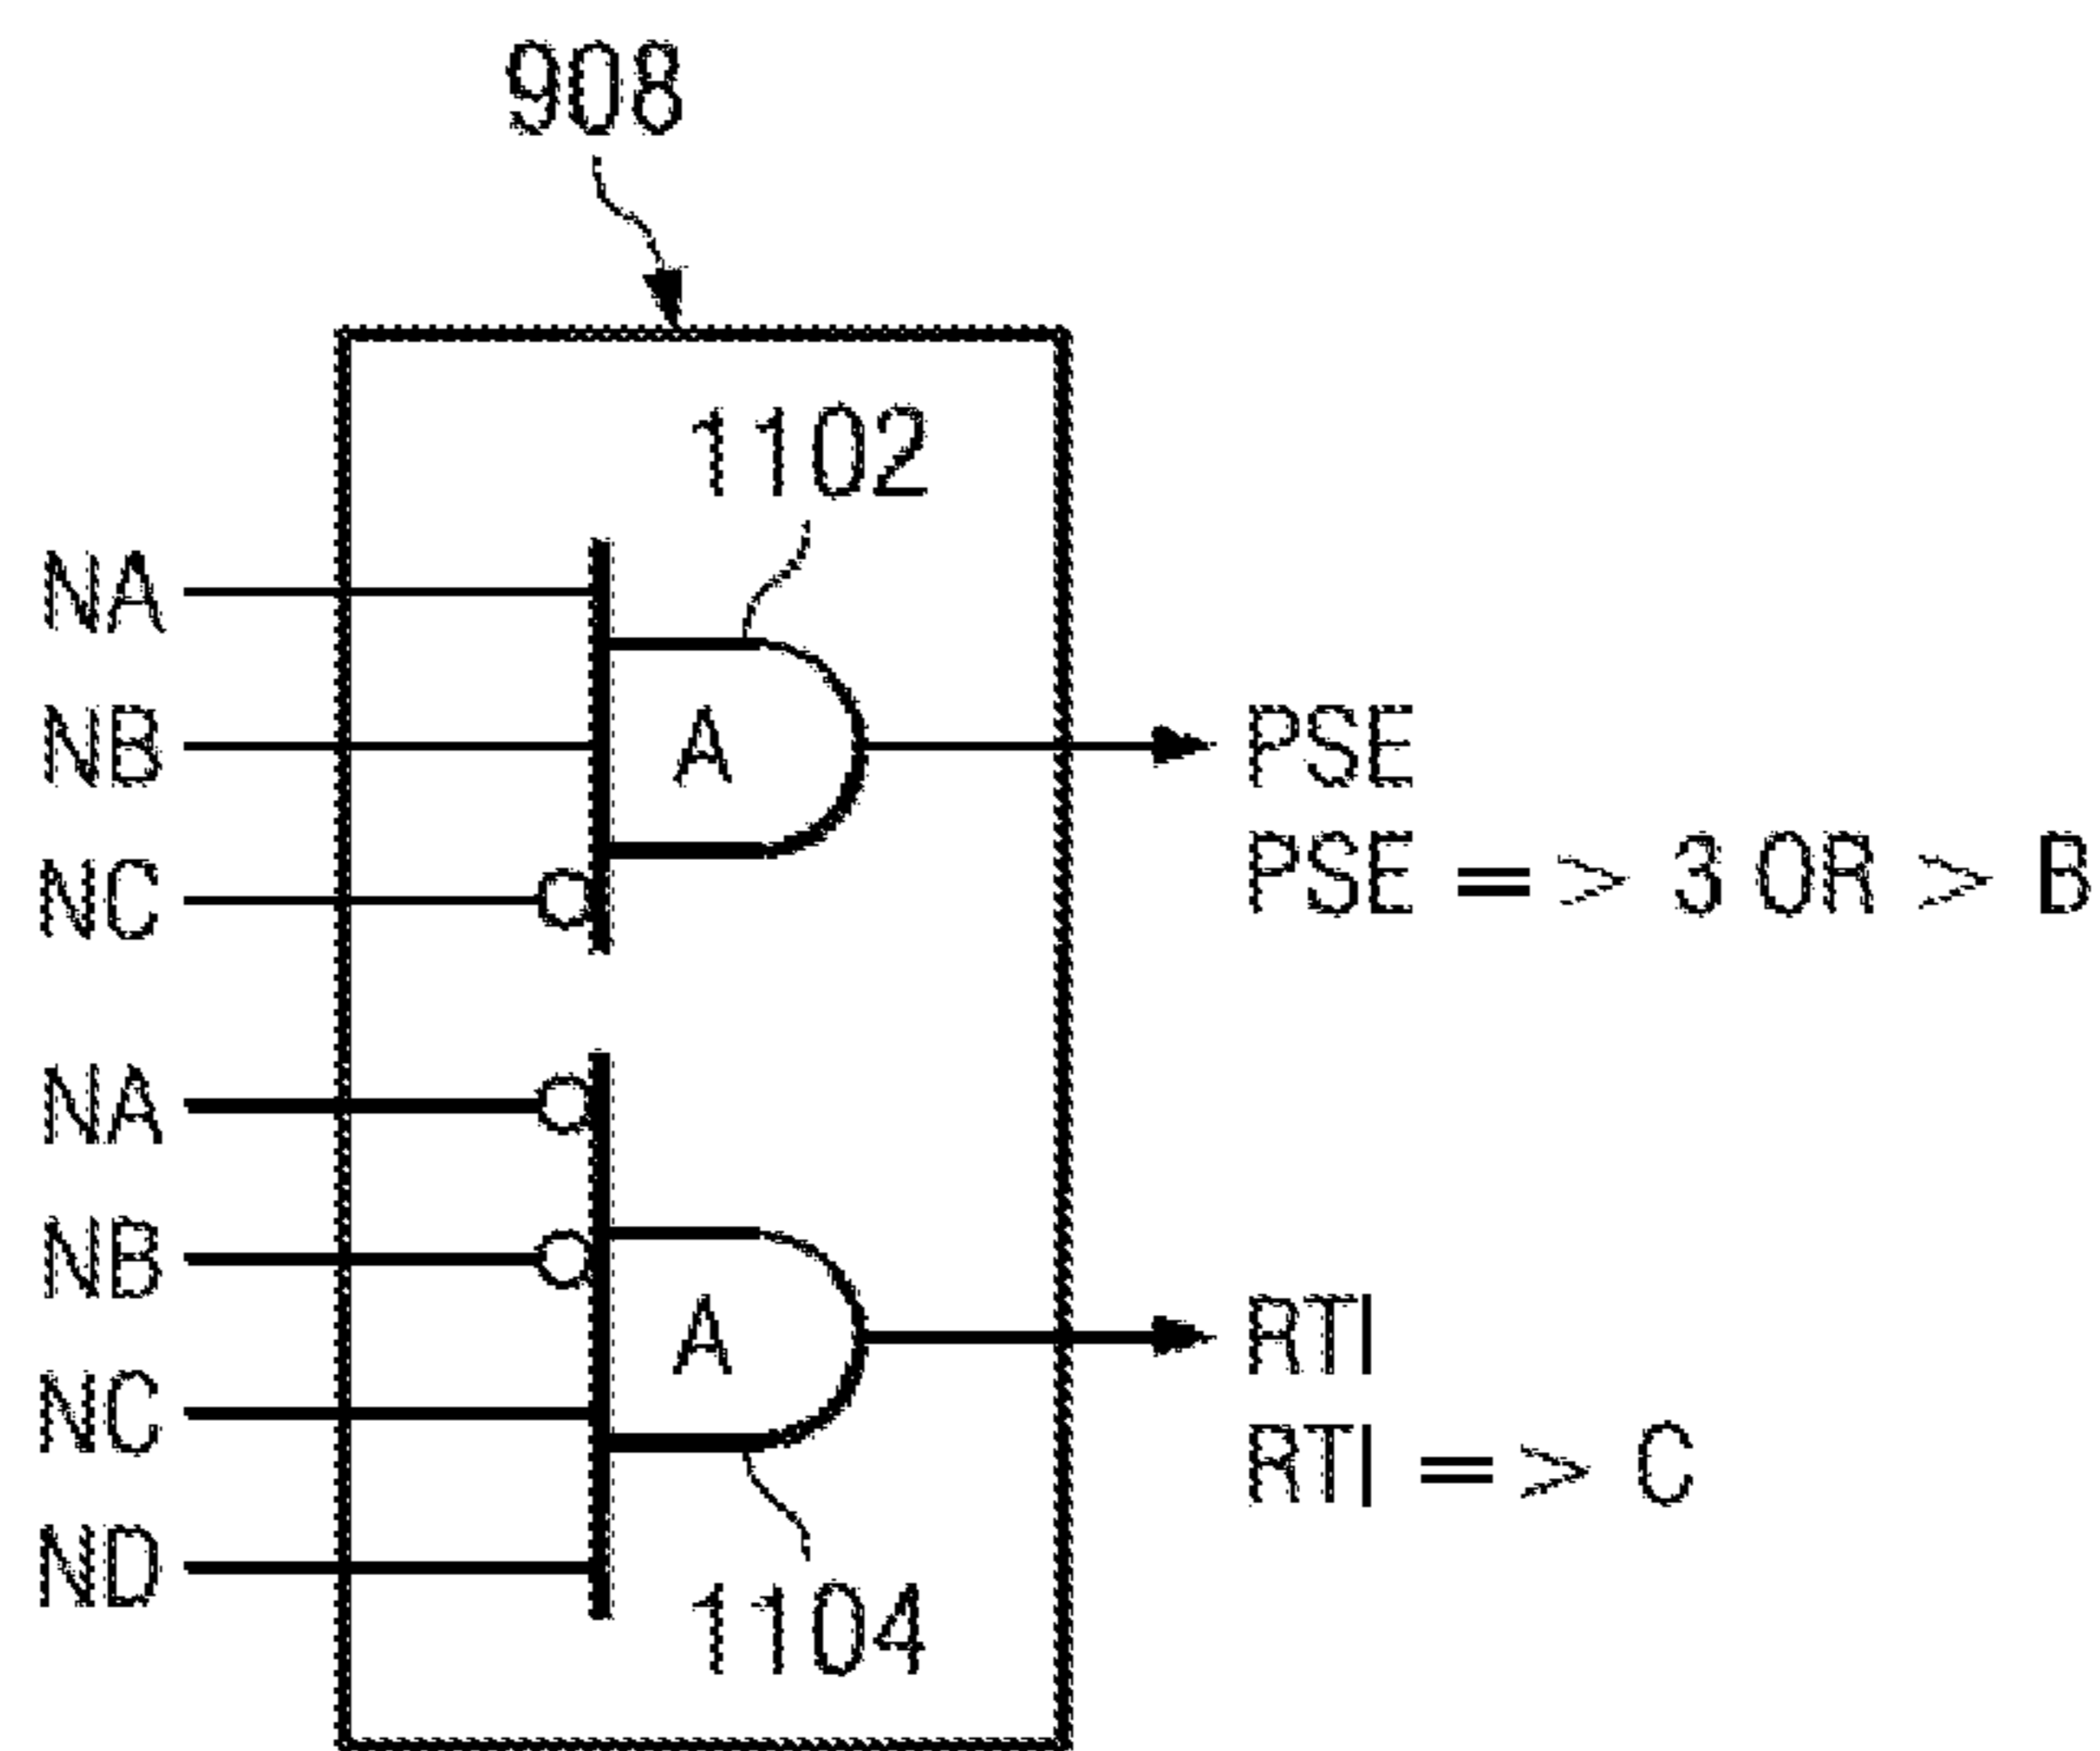 908
1102
NA
NB
NC
A
PSE
PSE => 3 OR > B
NA
NB
NC
ND
A
RTI
RTI => C
1104